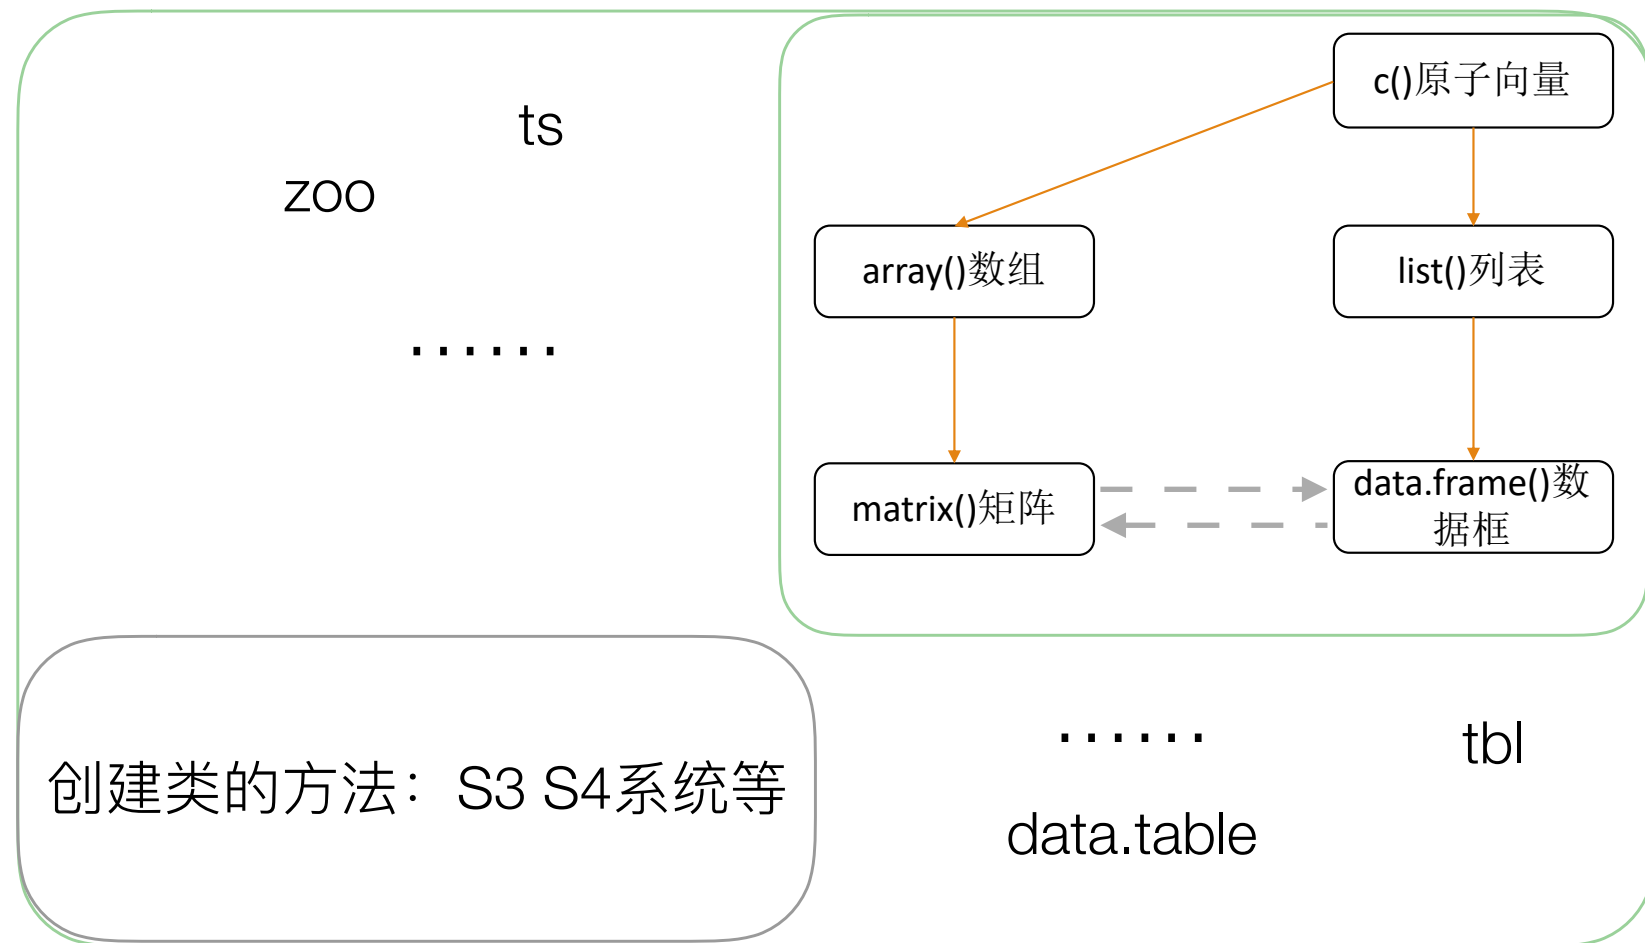 c()原子向量
ts
zoo
array()数组
list()列表
......
matrix()矩阵
data.frame()数
据框
......
tbl
创建类的方法：S3 S4系统等
data.table